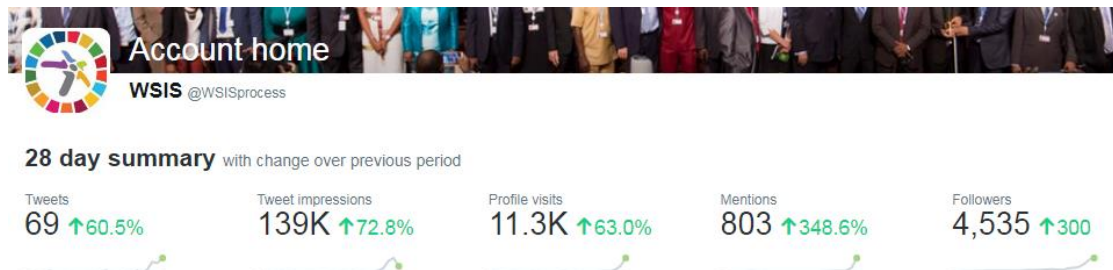 Account home
WSIS @WSISprocess
28 day summary with change over previous period
Tweets Tweet impressions Profile visits Mentions Followers
69 ↑60.5% 139K ↑72.8% 11.3K ↑63.0% 803 ↑348.6% 4,535 ↑300